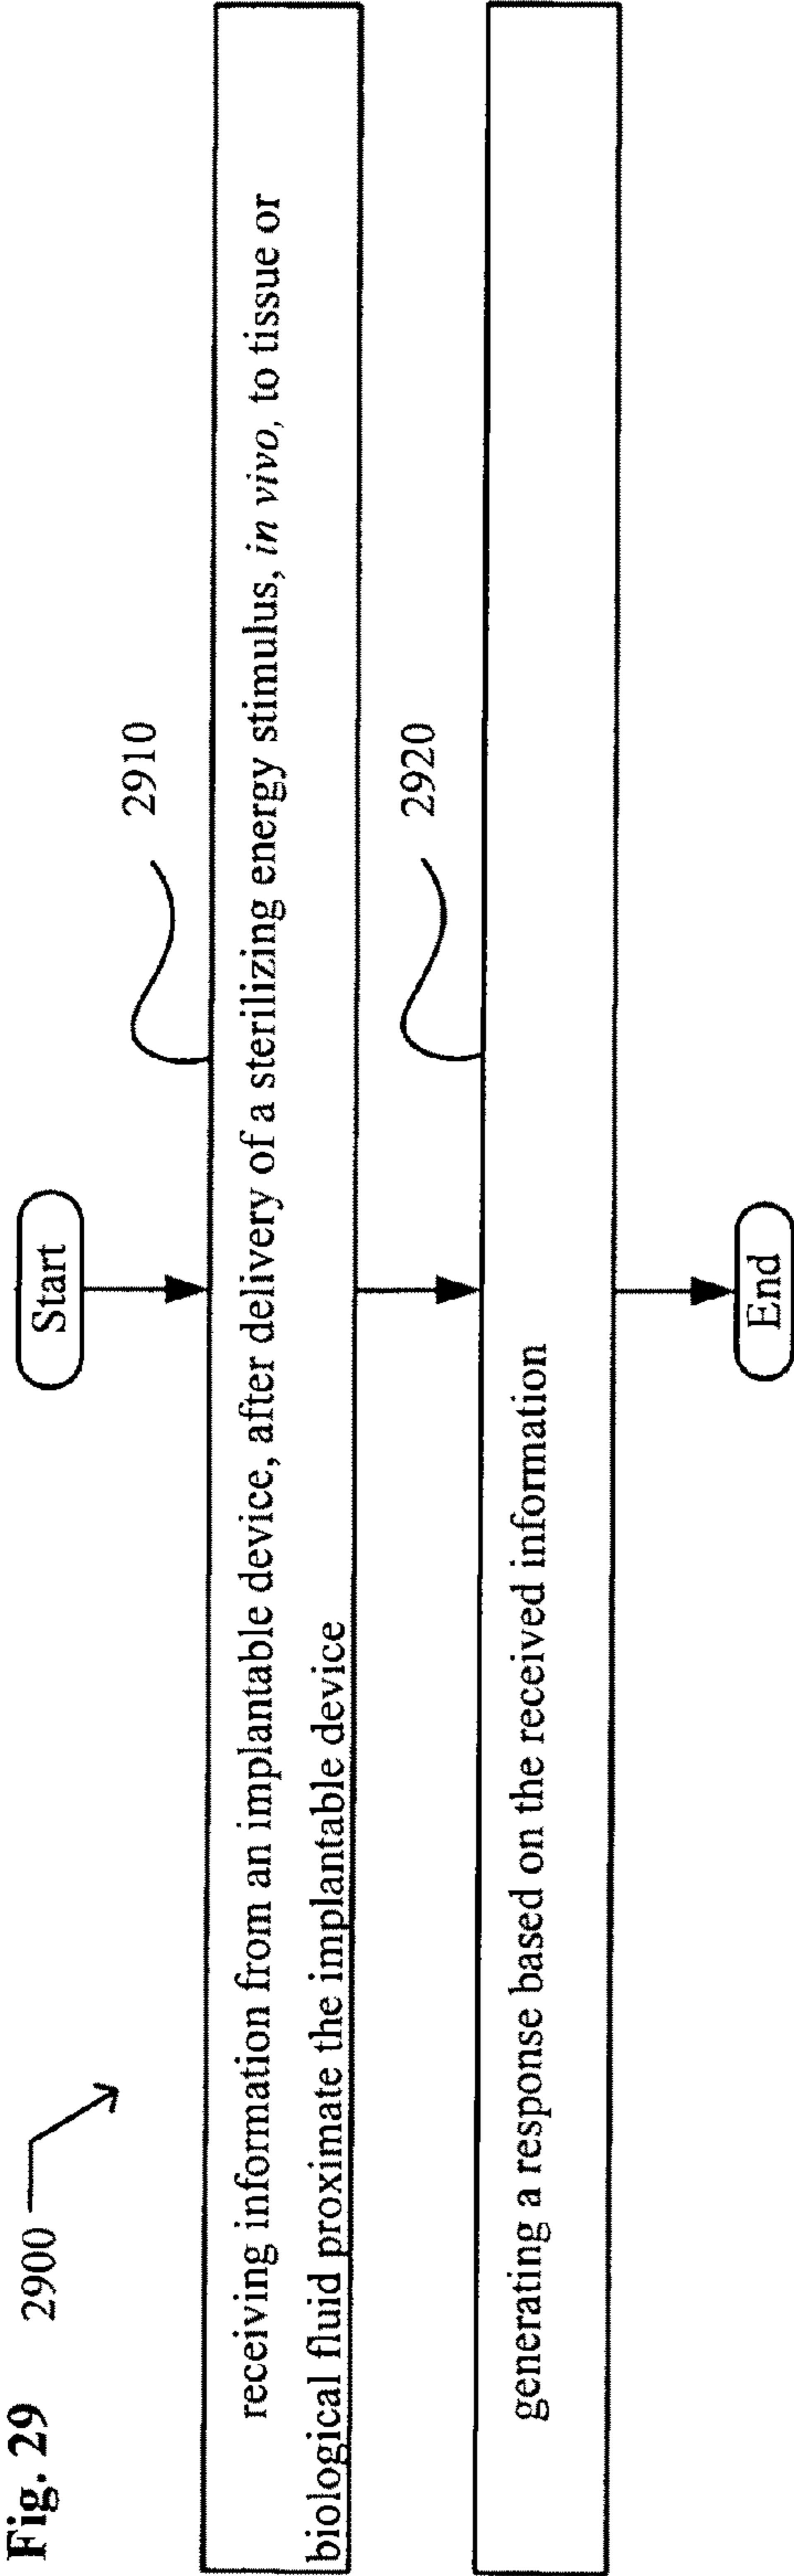 Fig. 29
2900
Start
2910
receiving information from an implantable device, after delivery of a sterilizing energy stimulus, in vivo, to tissue or
biological fluid proximate the implantable device
2920
generating a response based on the received information
End